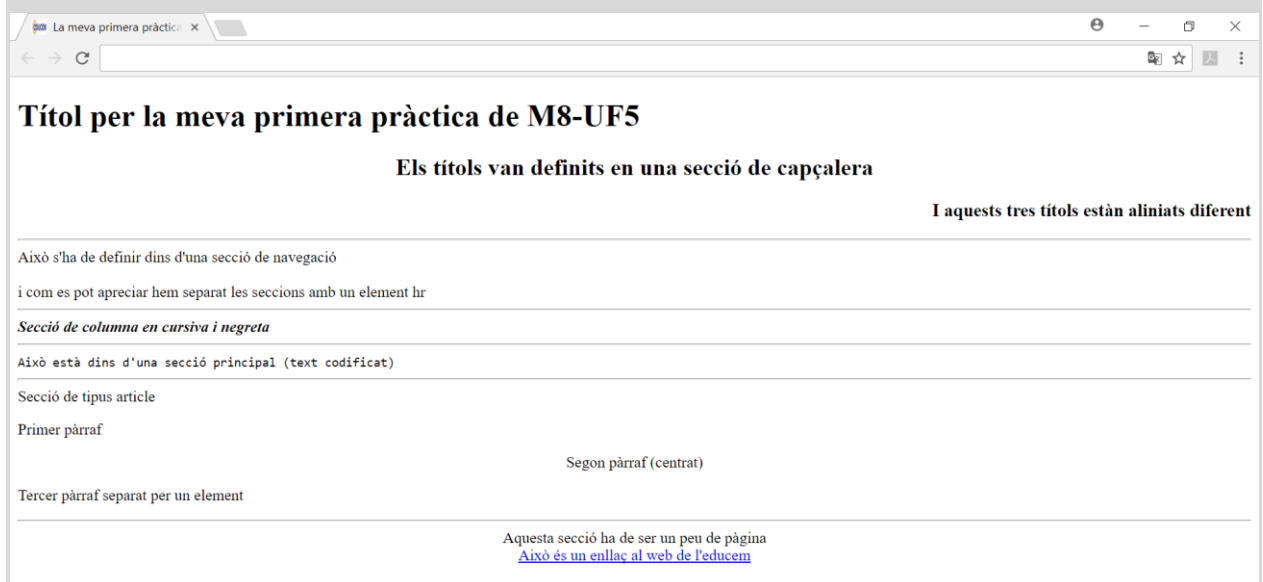 La meva primera pràctica
Títol per la meva primera pràctica de M8-UF5
Els títols van definits en una secció de capçalera
I aquests tres títols estàn aliniats diferent
Això s'ha de definir dins d'una secció de navegació
i com es pot apreciar hem separat les seccions amb un element hr
Secció de columna en cursiva i negreta
Això està dins d'una secció principal (text codificat)
Secció de tipus article
Primer pàrraf
Segon pàrraf (centrat)
Tercer pàrraf separat per un element
Aquesta secció ha de ser un peu de pàgina
Això és un enllaç al web de l'educem